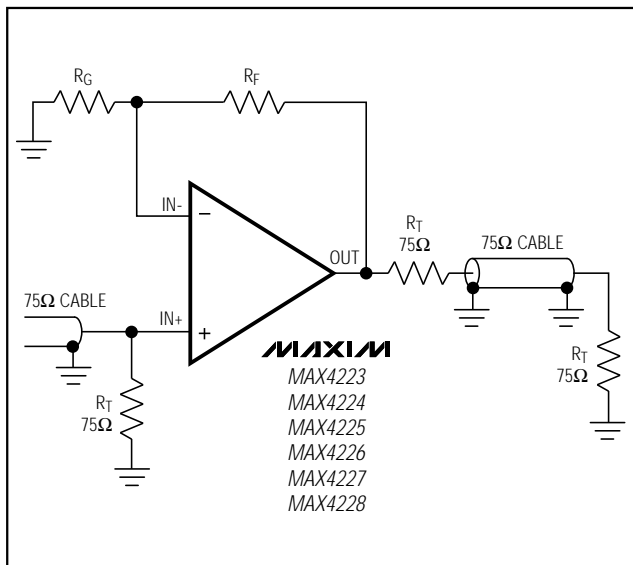 RG
RF
IN-
−
RT
75Ω
75Ω CABLE
OUT
75Ω CABLE
IN+
+
MAXIM
RT
75Ω
MAX4223
RT
75Ω
MAX4224
MAX4225
MAX4226
MAX4227
MAX4228